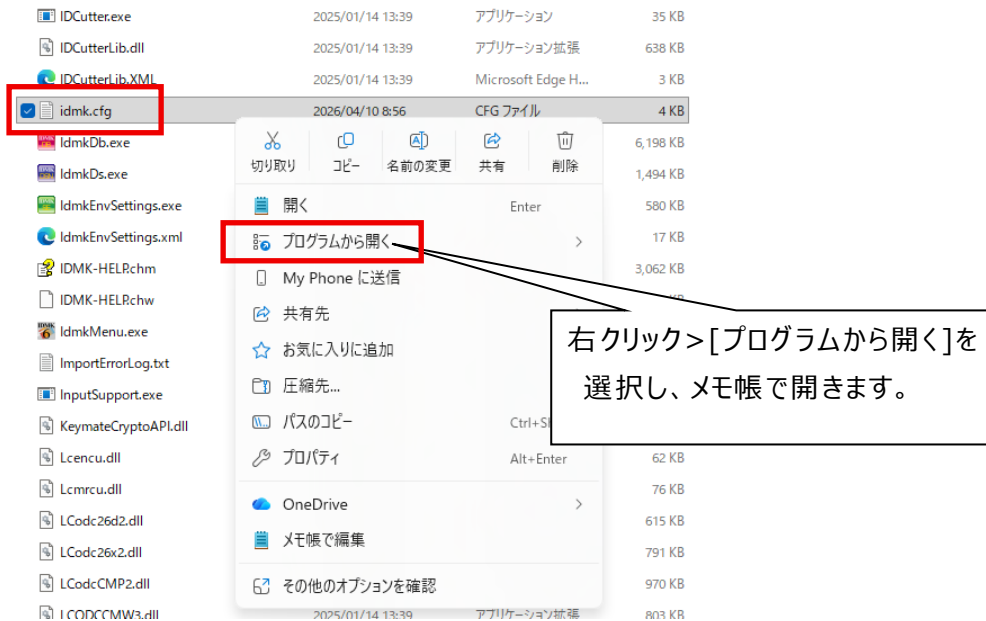 IDCutter.exe 2025/01/14 13:39 アプリケーション 35 KB
IDCutterLib.dll 2025/01/14 13:39 アプリケーション拡張 638 KB
IDCutterLib.XML 2025/01/14 13:39 Microsoft Edge H... 3 KB
idmk.cfg 2026/04/10 8:56 CFG ファイル 4 KB
IdmkDb.exe 6,198 KB
切り取り コピー 名前の変更 共有 削除
IdmkDs.exe 1,494 KB
IdmkEnvSettings.exe 開く Enter 580 KB
IdmkEnvSettings.xml プログラムから開く 17 KB
IDMK-HELP.chm My Phone に送信 3,062 KB
IDMK-HELP.chw 共有先
IdmkMenu.exe
右クリック>[プログラムから開く]を
お気に入りに追加
ImportErrorLog.txt
選択し、メモ帳で開きます。
InputSupport.exe 圧縮先...
KeymateCryptoAPI.dll パスのコピー
Lcencu.dll プロパティ Alt+Enter 62 KB
Lcmrcu.dll 76 KB
OneDrive
LCodc26d2.dll 615 KB
LCodc26x2.dll メモ帳で編集 791 KB
LCodcCMP2.dll その他のオプションを確認 970 KB
LCODCCMW3.dll 2025/01/14 13:39 アプリケーション拡張 803 KB